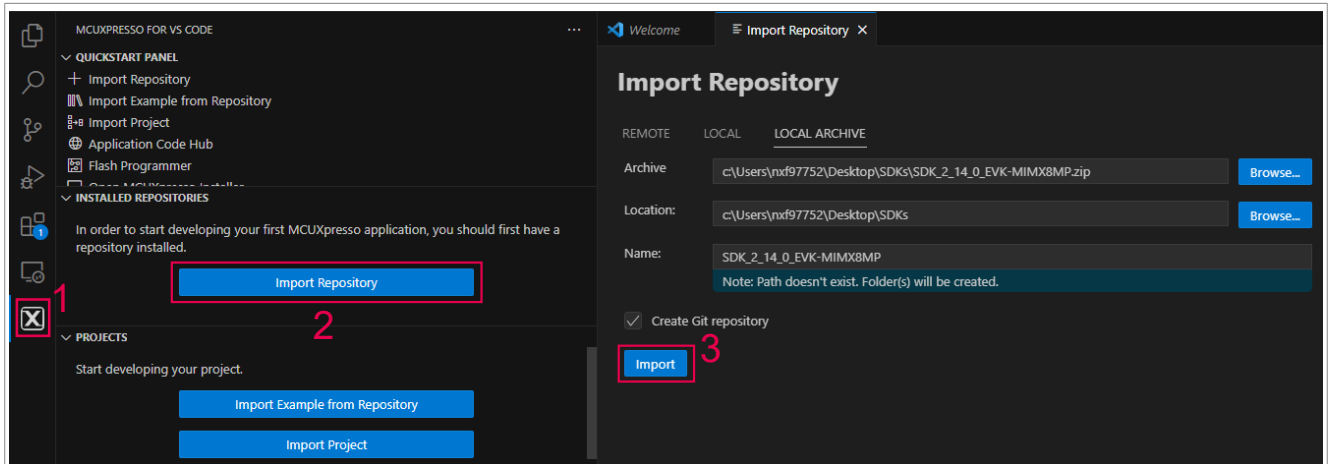 MCUXPRESSO FOR VS CODE
QUICKSTART PANEL
Import Repository
Import Example from Repository
Import Project
Application Code Hub
Flash Programmer
Open MCUXpresso Installer
INSTALLED REPOSITORIES
In order to start developing your first MCUXpresso application, you should first have a
repository installed.
Import Repository
1
2
PROJECTS
Start developing your project.
Import Example from Repository
Import Project
1
X
Welcome
Import Repository
Import Repository
REMOTE LOCAL LOCAL ARCHIVE
Archive c:\Users\nxf97752\Desktop\SDKs\SDK_2_14_0_EVK-MIMX8MP.zip Browse...
Location: c:\Users\nxf97752\Desktop\SDKs Browse...
Name: SDK_2_14_0_EVK-MIMX8MP
Note: Path doesn't exist. Folder(s) will be created.
Create Git repository
Import
3